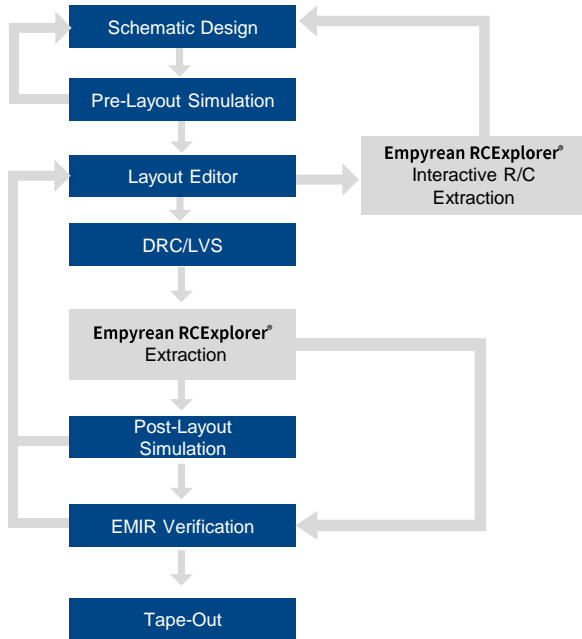 Schematic Design
Pre-Layout Simulation
Empyrean RCExplorer®
Interactive R/C
Extraction
Layout Editor
DRC/LVS
Empyrean RCExplorer®
Extraction
Post-Layout
Simulation
EMIR Verification
Tape-Out